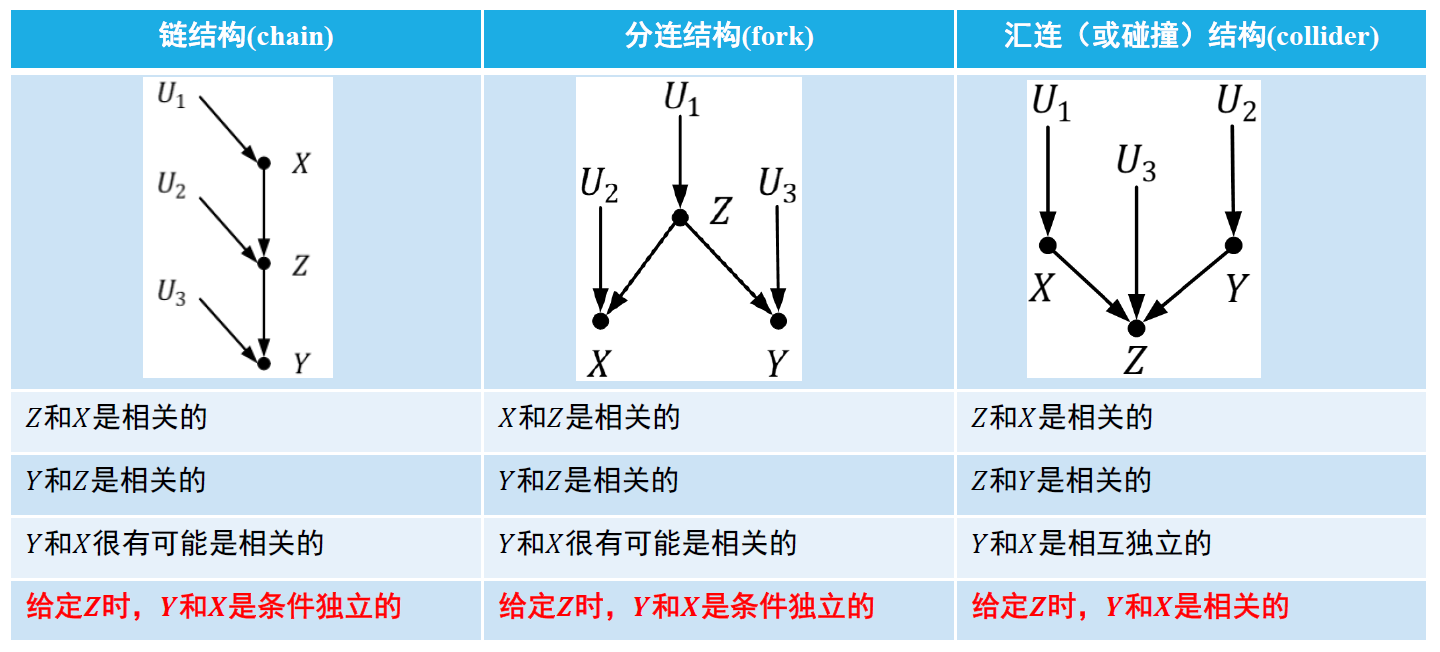 链结构(chain)
分连结构(fork)
汇连（或碰撞）结构(collider)
U₁
X
U₂
Z
U₃
Y
U₁
U₂
U₃
Z
X
Y
U₁
U₂
U₃
X
Y
Z
Z和X是相关的
X和Z是相关的
Z和X是相关的
Y和Z是相关的
Y和Z是相关的
Z和Y是相关的
Y和X很有可能是相关的
Y和X很有可能是相关的
Y和X是相互独立的
给定Z时，Y和X是条件独立的
给定Z时，Y和X是条件独立的
给定Z时，Y和X是相关的